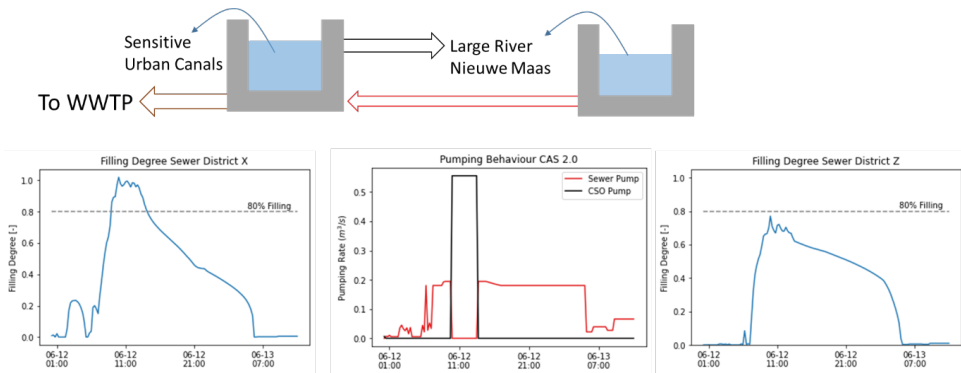 Sensitive
Urban Canals
Large River
Nieuwe Maas
To WWTP
Filling Degree Sewer District X
Filling Degree [-]
1.0
0.8
0.6
0.4
0.2
0.0
80% Filling
06-12
01:00
06-12
11:00
06-12
21:00
06-13
07:00
Pumping Behaviour CAS 2.0
Pumping Rate (m³/s)
0.5
0.4
0.3
0.2
0.1
0.0
Sewer Pump
CSO Pump
06-12
01:00
06-12
11:00
06-12
21:00
06-13
07:00
Filling Degree Sewer District Z
Filling Degree [-]
1.0
0.8
0.6
0.4
0.2
0.0
80% Filling
06-12
01:00
06-12
11:00
06-12
21:00
06-13
07:00